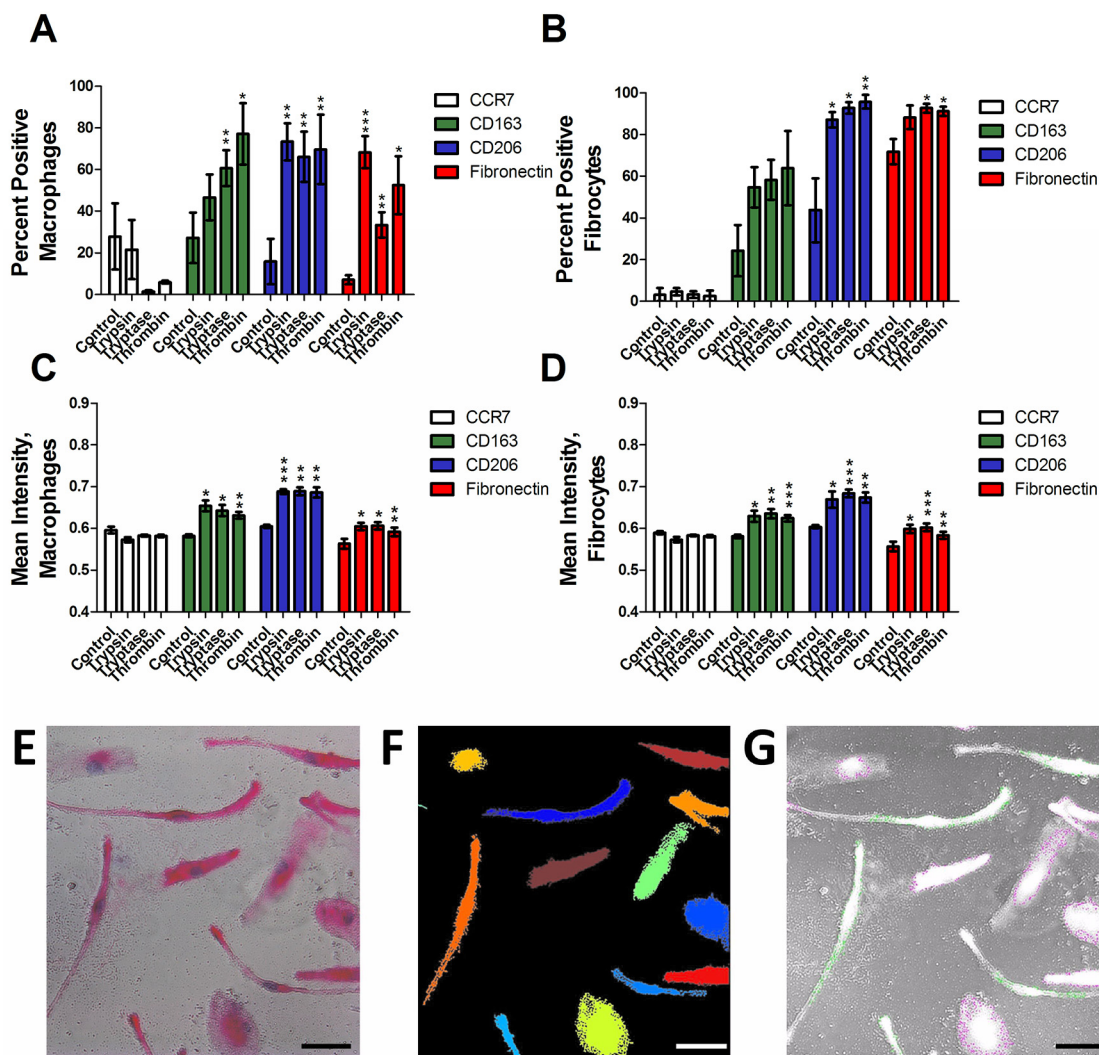 A
Percent Positive
Macrophages
100
80
60
40
20
0
* * * * * * * * * * * * * * * *
CCR7
CD163
CD206
Fibronectin
Control Trypsin Tryptase Thrombin Control Trypsin Tryptase Thrombin Control Trypsin Tryptase Thrombin Control Trypsin Tryptase Thrombin
B
Percent Positive
Fibrocytes
100
80
60
40
20
0
* * * * * *
CCR7
CD163
CD206
Fibronectin
Control Trypsin Tryptase Thrombin Control Trypsin Tryptase Thrombin Control Trypsin Tryptase Thrombin Control Trypsin Tryptase Thrombin
C
Mean Intensity,
Macrophages
0.9
0.8
0.7
0.6
0.5
0.4
* * ** *** ** ** * * **
CCR7
CD163
CD206
Fibronectin
Control Trypsin Tryptase Thrombin Control Trypsin Tryptase Thrombin Control Trypsin Tryptase Thrombin Control Trypsin Tryptase Thrombin
D
Mean Intensity,
Fibrocytes
0.9
0.8
0.7
0.6
0.5
0.4
* ** *** * *** ** * *** **
CCR7
CD163
CD206
Fibronectin
Control Trypsin Tryptase Thrombin Control Trypsin Tryptase Thrombin Control Trypsin Tryptase Thrombin Control Trypsin Tryptase Thrombin
E
F
G